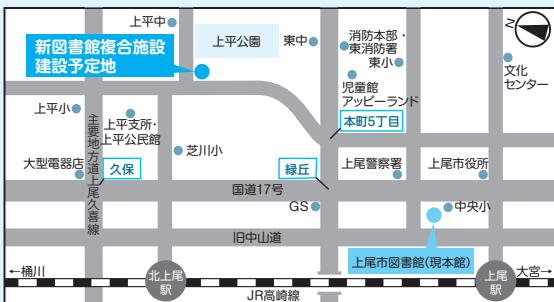 上平中
新図書館複合施設
建設予定地
上平公園
東中
消防本部・
東消防署
東小
N
文化
センター
児童館
アッピーランド
上平小
上平支所・
上平公民館
主要地方道上尾久喜線
本町5丁目
芝川小
大型電器店
久保
緑丘
上尾警察署
上尾市役所
国道17号
GS
中央小
旧中山道
上尾市図書館(現本館)
←桶川
北上尾
駅
上尾
駅
大宮→
JR高崎線